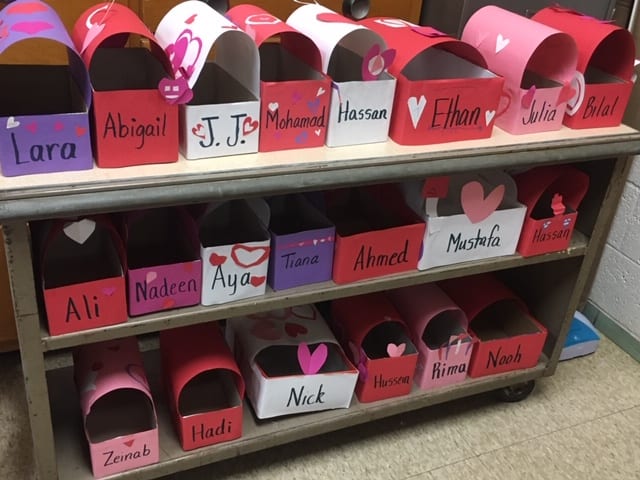 Lara
Abigail
J.J.
Mohamad
Hassan
Ethan
Julia
Bilal
Ali
Nadeen
Aya
Tiana
Ahmed
Mustafa
Hassan
Zeinab
Hadi
Nick
Hussein
Rima
Noah